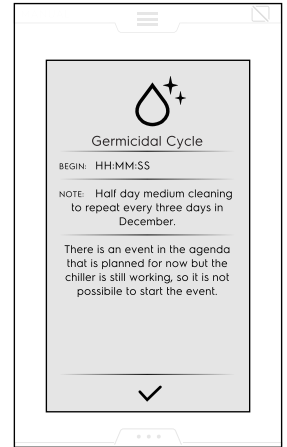 Germicidal Cycle
BEGIN: HH:MM:SS
NOTE: Half day medium cleaning
to repeat every three days in
December.
There is an event in the agenda
that is planned for now but the
chiller is still working, so it is not
possibile to start the event.